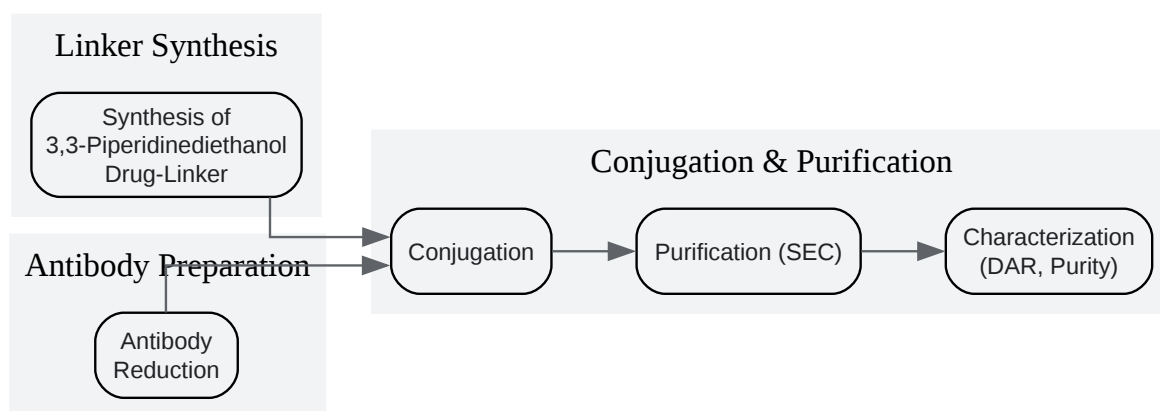 Linker Synthesis
Synthesis of
3,3-Piperidinediethanol
Drug-Linker
Antibody Preparation
Antibody
Reduction
Conjugation & Purification
Conjugation
Purification (SEC)
Characterization
(DAR, Purity)